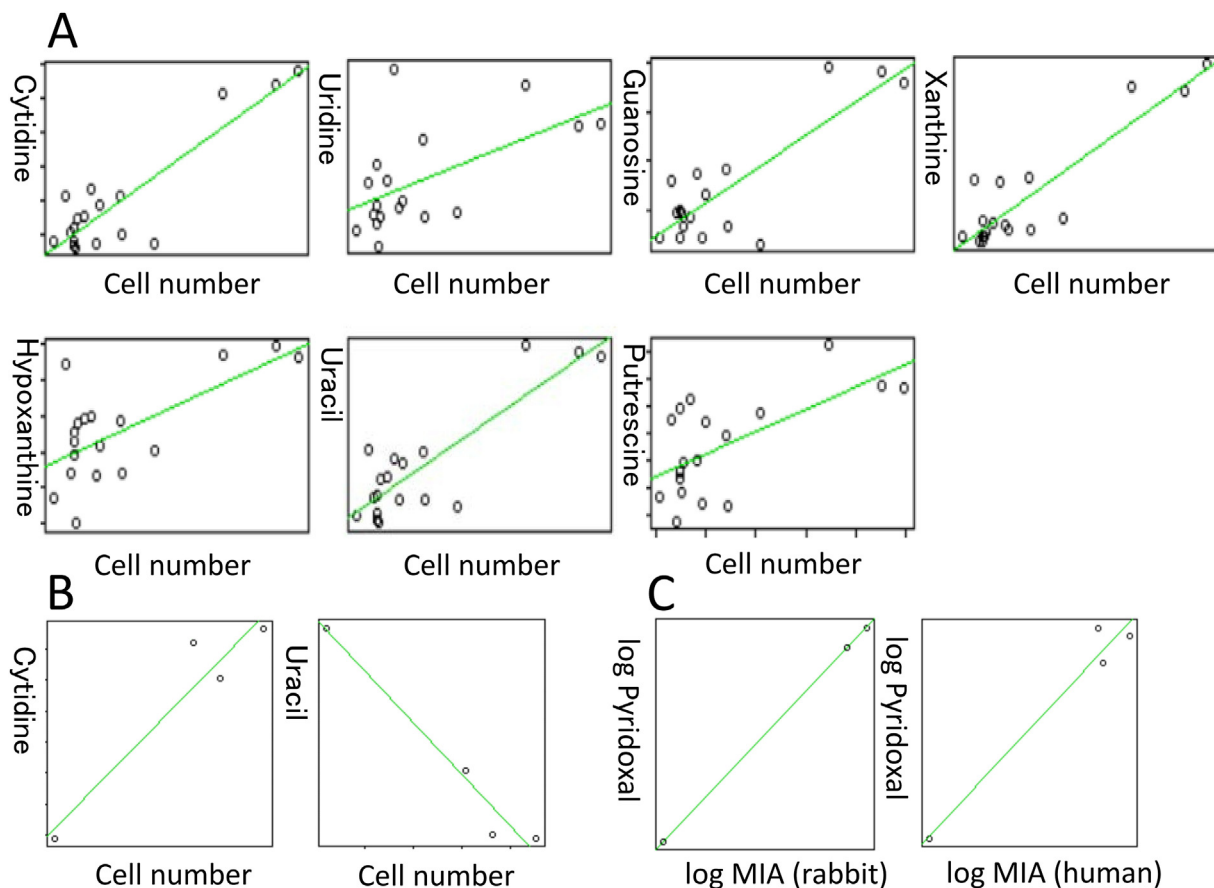 A
Cytidine
Cell number
Uridine
Cell number
Guanosine
Cell number
Xanthine
Cell number
Hypoxanthine
Cell number
Uracil
Cell number
Putrescine
Cell number
B
Cytidine
Cell number
Uracil
Cell number
C
log Pyridoxal
log MIA (rabbit)
log Pyridoxal
log MIA (human)